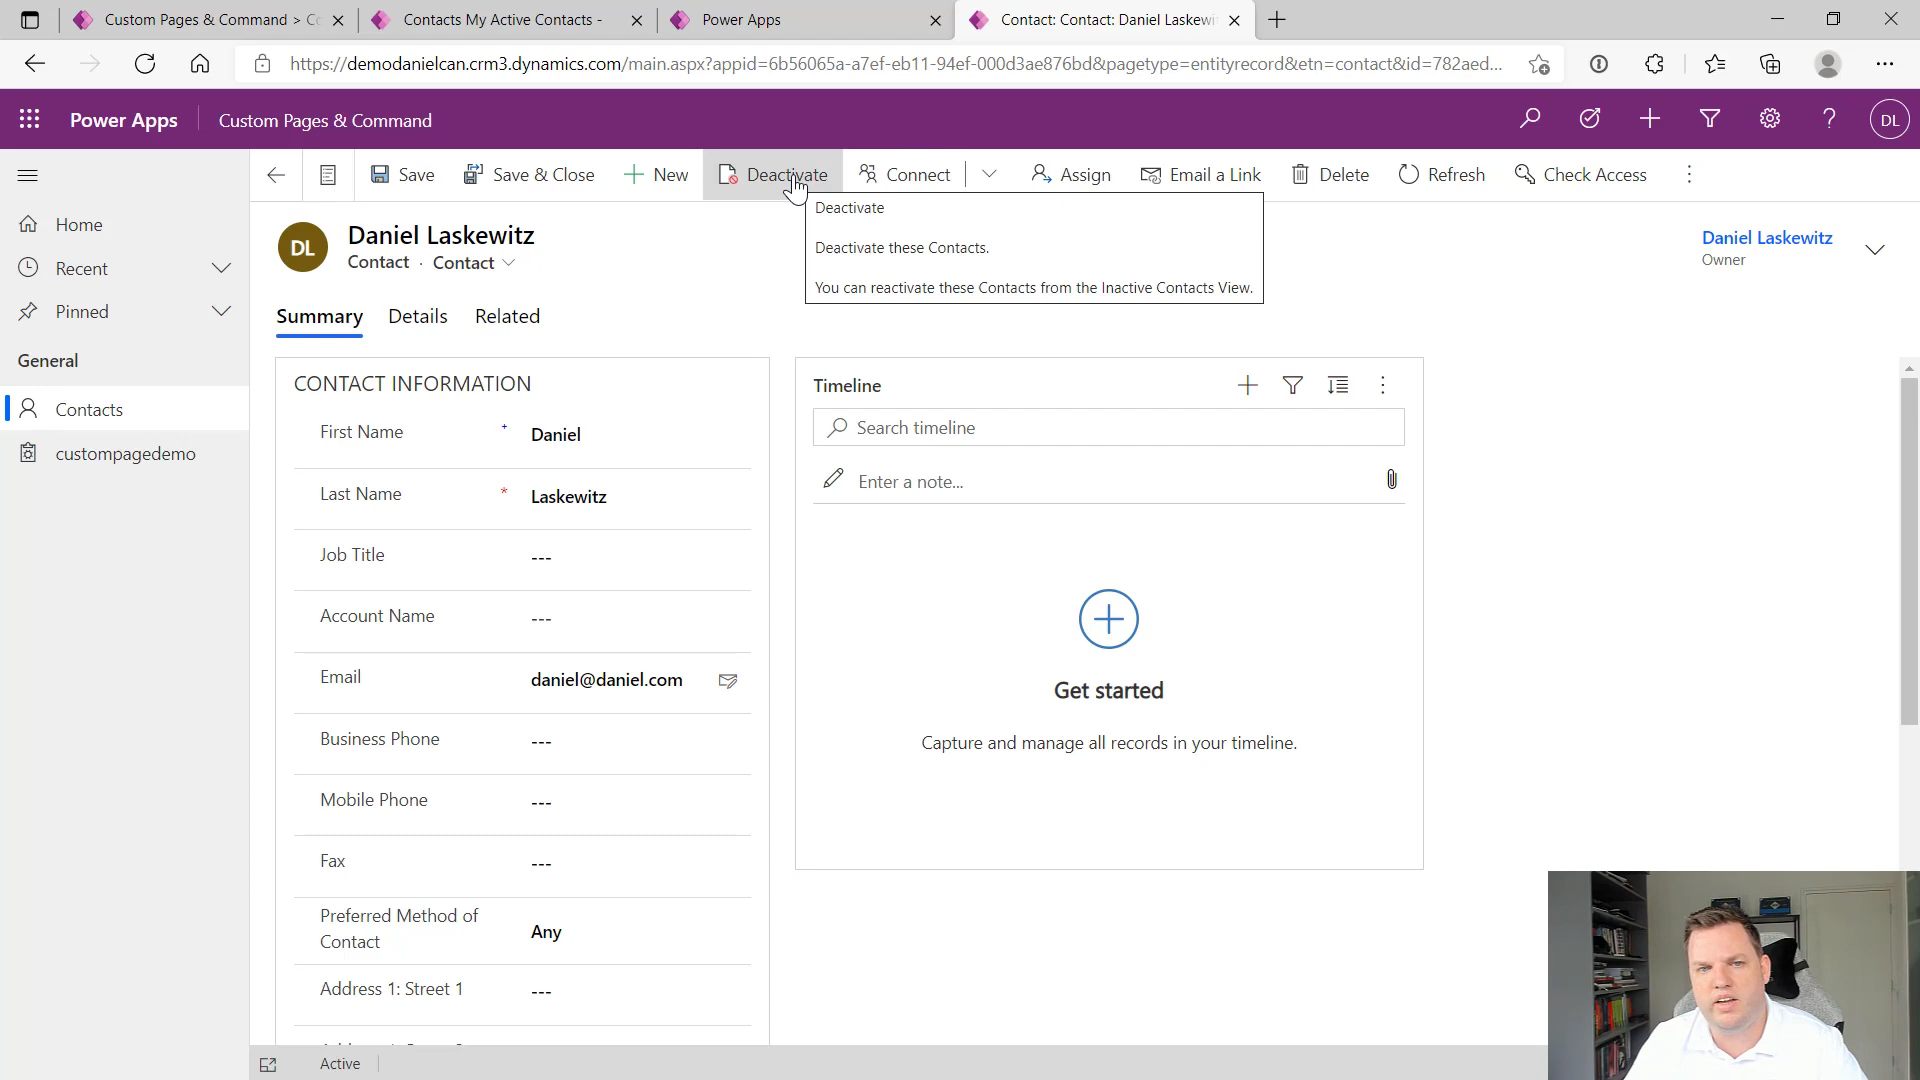 Custom Pages & Command > Co
Contacts My Active Contacts -
Power Apps
Contact: Contact: Daniel Laskewit
https://demodanielcan.crm3.dynamics.com/main.aspx?appid=6b56065a-a7ef-eb11-94ef-000d3ae876bd&pagetype=entityrecord&etn=contact&id=782aed...
Power Apps
Custom Pages & Command
DL
Save
Save & Close
New
Deactivate
Connect
Assign
Email a Link
Delete
Refresh
Check Access
Deactivate
Deactivate these Contacts.
You can reactivate these Contacts from the Inactive Contacts View.
Home
Recent
Pinned
General
Contacts
custompagedemo
DL
Daniel Laskewitz
Contact · Contact
Daniel Laskewitz
Owner
Summary
Details
Related
CONTACT INFORMATION
First Name + Daniel
Last Name * Laskewitz
Job Title ---
Account Name ---
Email daniel@daniel.com
Business Phone ---
Mobile Phone ---
Fax ---
Preferred Method of
Contact
Any
Address 1: Street 1 ---
Timeline
Search timeline
Enter a note...
Get started
Capture and manage all records in your timeline.
Active